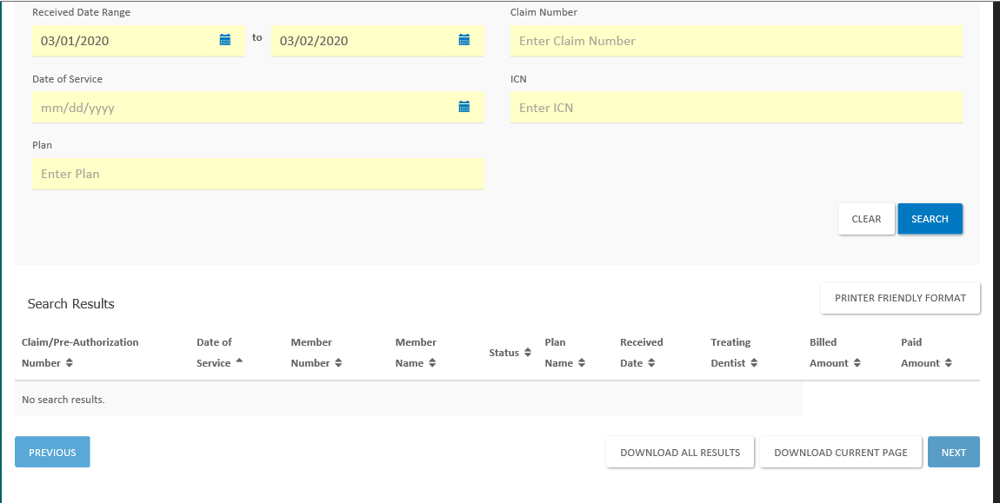 Received Date Range
Claim Number
03/01/2020 to 03/02/2020
Enter Claim Number
Date of Service
ICN
mm/dd/yyyy
Enter ICN
Plan
Enter Plan
CLEAR SEARCH
PRINTER FRIENDLY FORMAT
Search Results
Claim/Pre-Authorization Number
Date of Service
Member Number
Member Name
Status
Plan Name
Received Date
Treating Dentist
Billed Amount
Paid Amount
No search results.
PREVIOUS DOWNLOAD ALL RESULTS DOWNLOAD CURRENT PAGE NEXT